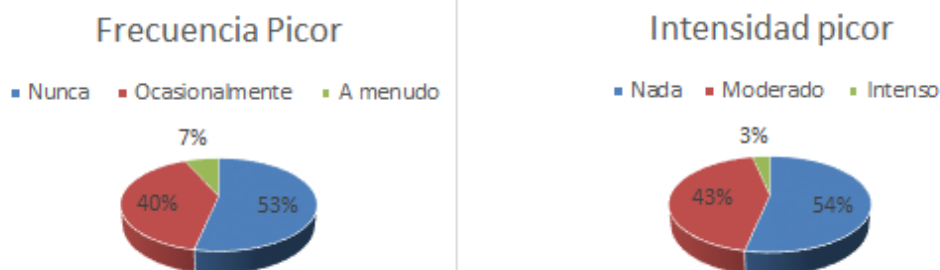 Frecuencia Picor
Nunca Ocasionalmente A menudo
7%
40% 53%
Intensidad picor
Nada Moderado Intenso
3%
43% 54%